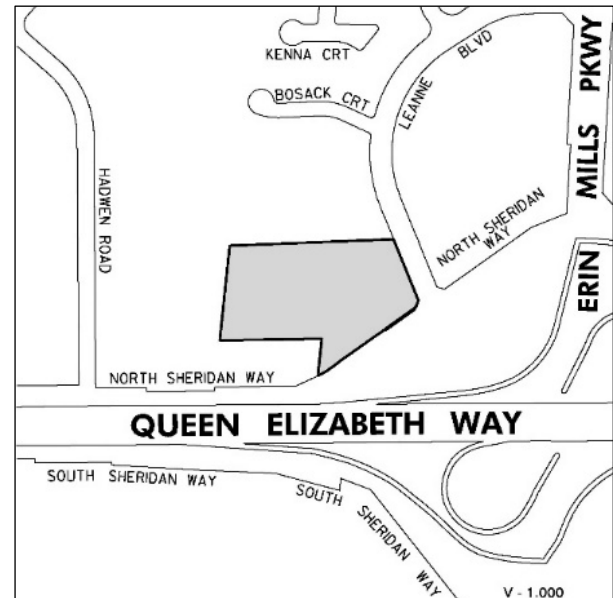 KENNA CRT
BOSACK CRT
LEANNE BLVD
MILLS PKWY
HADWEN ROAD
NORTH SHERIDAN
WAY
ERIN
NORTH SHERIDAN WAY
QUEEN ELIZABETH WAY
SOUTH SHERIDAN WAY
SOUTH SHERIDAN WAY
V - 1.000